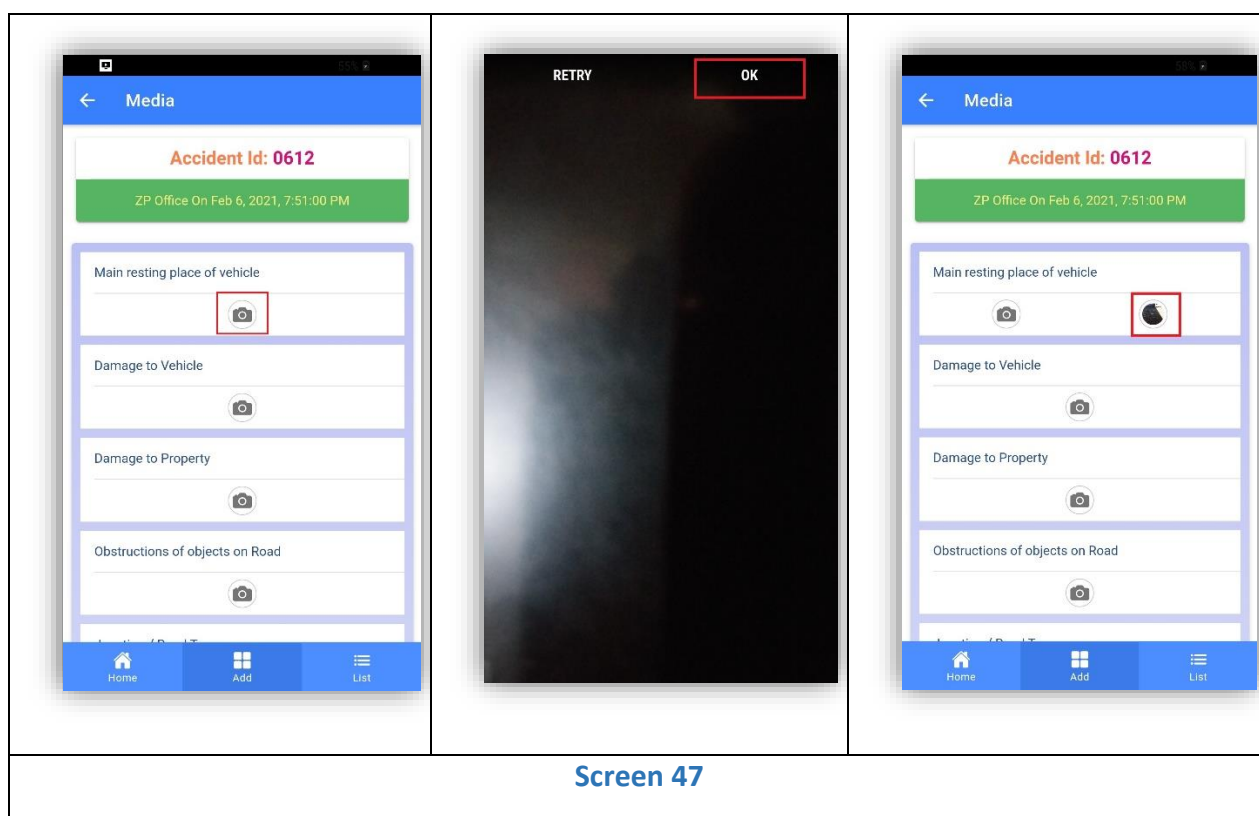 55%
Media
Accident Id: 0612
ZP Office On Feb 6, 2021, 7:51:00 PM
Main resting place of vehicle
Damage to Vehicle
Damage to Property
Obstructions of objects on Road
Home Add List
RETRY OK
58%
Media
Accident Id: 0612
ZP Office On Feb 6, 2021, 7:51:00 PM
Main resting place of vehicle
Damage to Vehicle
Damage to Property
Obstructions of objects on Road
Home Add List
Screen 47